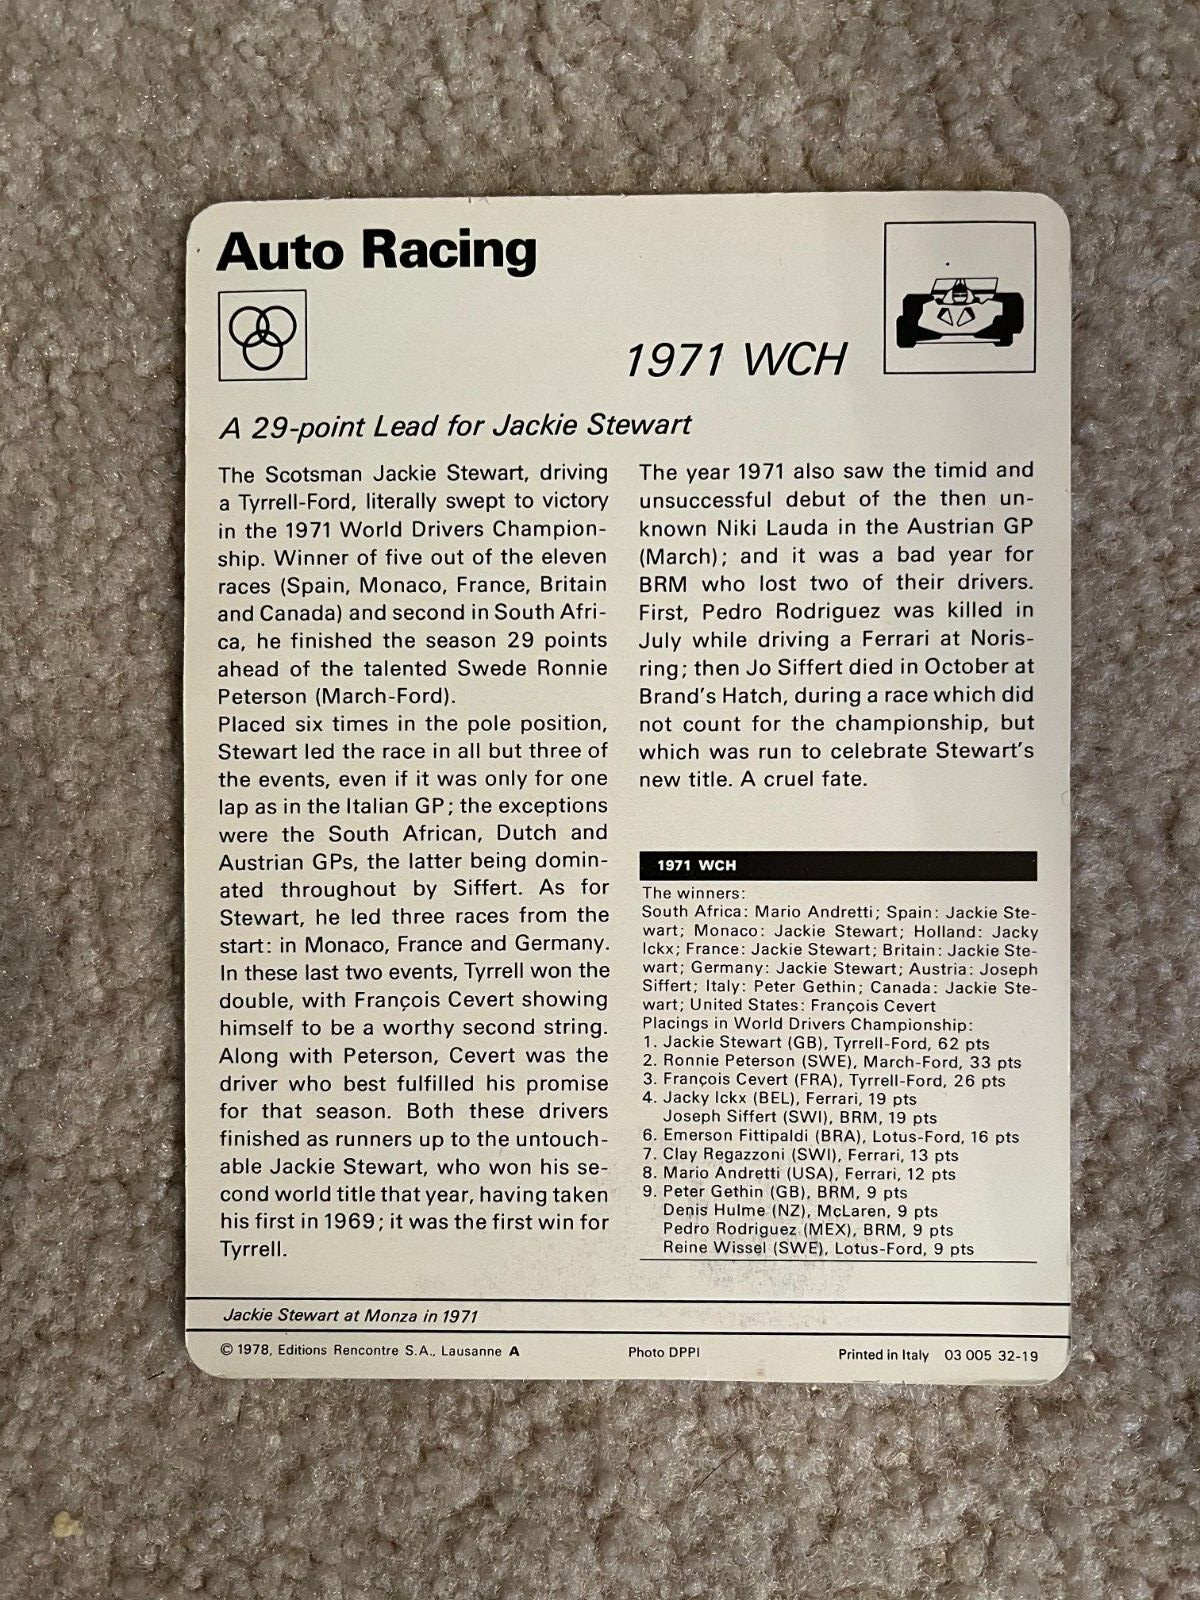 Auto Racing
1971 WCH
A 29-point Lead for Jackie Stewart
The Scotsman Jackie Stewart, driving
a Tyrrell-Ford, literally swept to victory
in the 1971 World Drivers Champion-
ship. Winner of five out of the eleven
races (Spain, Monaco, France, Britain
and Canada) and second in South Afri-
ca, he finished the season 29 points
ahead of the talented Swede Ronnie
Peterson (March-Ford).
Placed six times in the pole position,
Stewart led the race in all but three of
the events, even if it was only for one
lap as in the Italian GP; the exceptions
were the South African, Dutch and
Austrian GPs, the latter being domin-
ated throughout by Siffert. As for
Stewart, he led three races from the
start: in Monaco, France and Germany.
In these last two events, Tyrrell won the
double, with François Cevert showing
himself to be a worthy second string.
Along with Peterson, Cevert was the
driver who best fulfilled his promise
for that season. Both these drivers
finished as runners up to the untouch-
able Jackie Stewart, who won his se-
cond world title that year, having taken
his first in 1969; it was the first win for
Tyrrell.
The year 1971 also saw the timid and
unsuccessful debut of the then un-
known Niki Lauda in the Austrian GP
(March); and it was a bad year for
BRM who lost two of their drivers.
First, Pedro Rodriguez was killed in
July while driving a Ferrari at Noris-
ring; then Jo Siffert died in October at
Brand's Hatch, during a race which did
not count for the championship, but
which was run to celebrate Stewart's
new title. A cruel fate.
1971 WCH
The winners:
South Africa: Mario Andretti; Spain: Jackie Ste-
wart; Monaco: Jackie Stewart; Holland: Jacky
Ickx; France: Jackie Stewart; Britain: Jackie Ste-
wart; Germany: Jackie Stewart; Austria: Joseph
Siffert; Italy: Peter Gethin; Canada: Jackie Ste-
wart; United States: François Cevert
Placings in World Drivers Championship:
1. Jackie Stewart (GB), Tyrrell-Ford, 62 pts
2. Ronnie Peterson (SWE), March-Ford, 33 pts
3. François Cevert (FRA), Tyrrell-Ford, 26 pts
4. Jacky Ickx (BEL), Ferrari, 19 pts
Joseph Siffert (SWI), BRM, 19 pts
6. Emerson Fittipaldi (BRA), Lotus-Ford, 16 pts
7. Clay Regazzoni (SWI), Ferrari, 13 pts
8. Mario Andretti (USA), Ferrari, 12 pts
9. Peter Gethin (GB), BRM, 9 pts
Denis Hulme (NZ), McLaren, 9 pts
Pedro Rodriguez (MEX), BRM, 9 pts
Reine Wissel (SWE), Lotus-Ford, 9 pts
Jackie Stewart at Monza in 1971
© 1978, Editions Rencontre S.A., Lausanne A
Photo DPPI
Printed in Italy 03 005 32-19